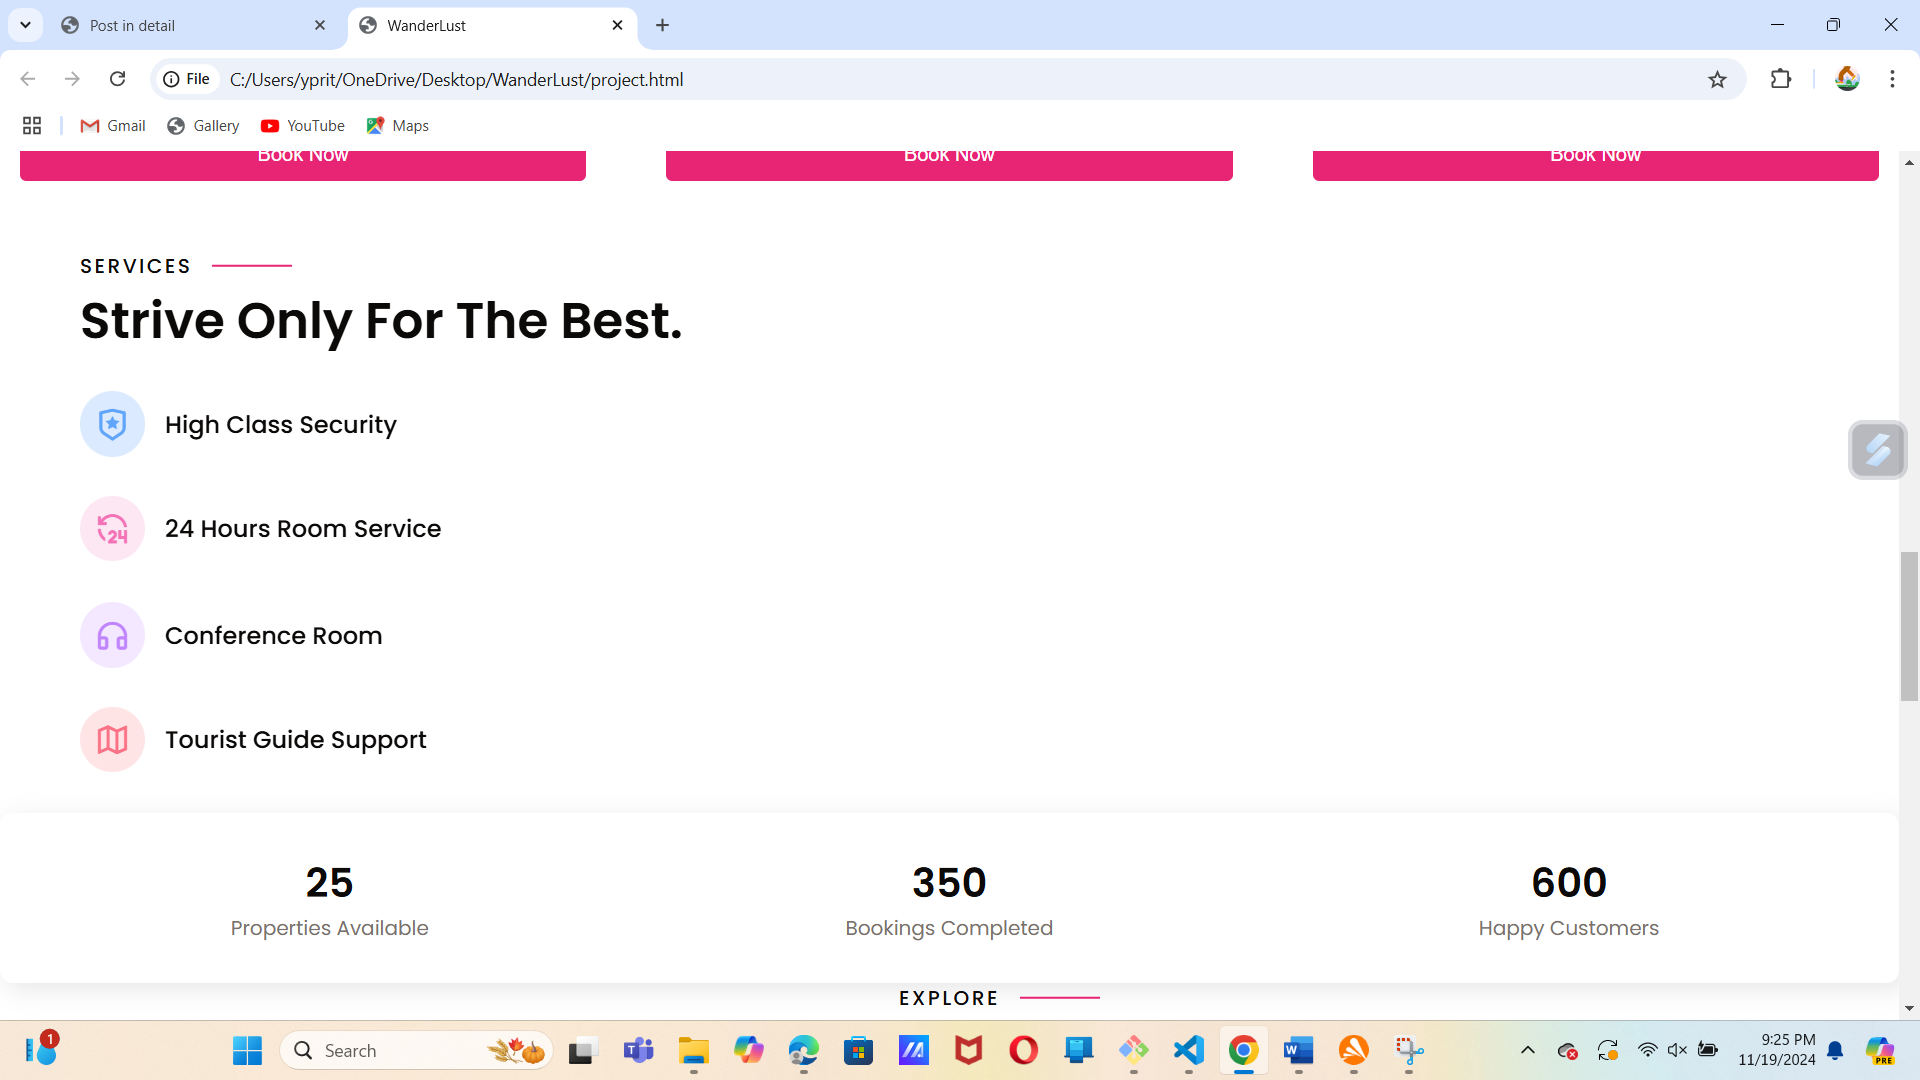 Post in detail
WanderLust
File
C:/Users/yprit/OneDrive/Desktop/WanderLust/project.html
Gmail
Gallery
YouTube
Maps
Book Now
Book Now
Book Now
SERVICES
Strive Only For The Best.
High Class Security
24
24 Hours Room Service
Conference Room
Tourist Guide Support
25
350
600
Properties Available
Bookings Completed
Happy Customers
EXPLORE
1
Search
9:25 PM
11/19/2024
PRE